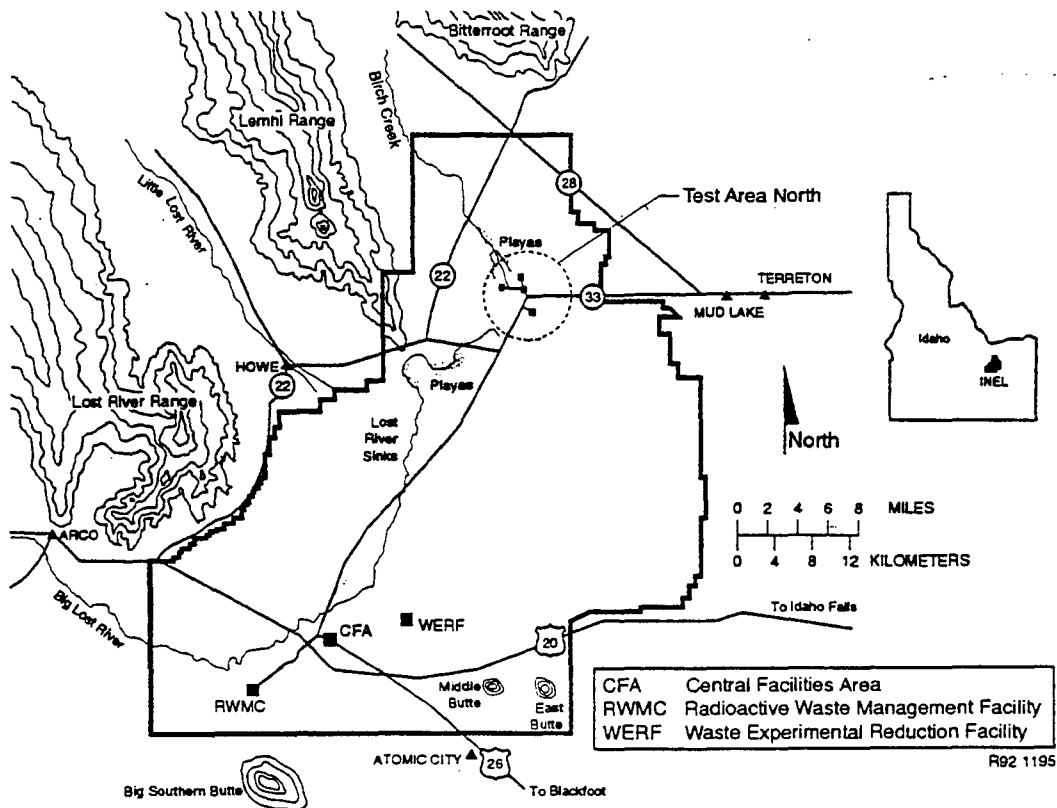 Bitterroot Range
Birch Creek
Lemhi Range
Little Lost River
28
Test Area North
Playas
22
TERRETON
33
MUD LAKE
Idaho
INEL
HOWE
22
Playas
Lost River Range
Lost
River
Sinks
North
0 2 4 6 8 MILES
0 4 8 12 KILOMETERS
ARCO
Big Lost River
To Idaho Falls
CFA
WERF
20
RWMC
Middle
Butte
East
Butte
CFA Central Facilities Area
RWMC Radioactive Waste Management Facility
WERF Waste Experimental Reduction Facility
R92 1195
ATOMIC CITY
26
Big Southern Butte
To Blackfoot